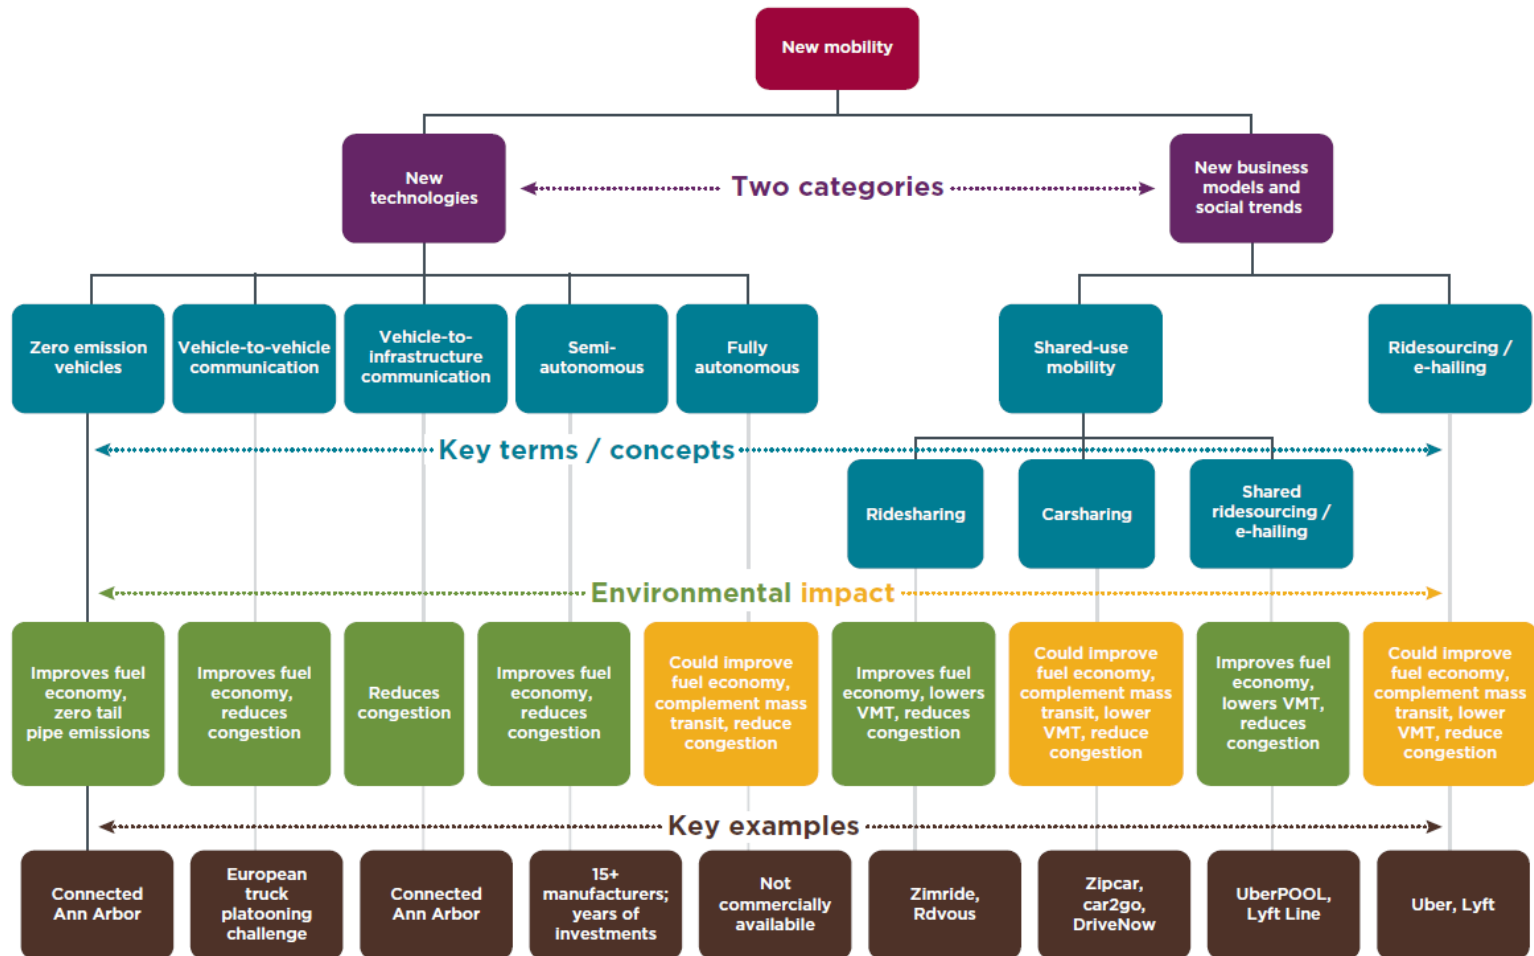 New mobility
New
technologies
Two categories
New business
models and
social trends
Zero emission
vehicles
Vehicle-to-vehicle
communication
Vehicle-to-
infrastructure
communication
Semi-
autonomous
Fully
autonomous
Shared-use
mobility
Ridesourcing /
e-hailing
Key terms / concepts
Ridesharing
Carsharing
Shared
ridesourcing /
e-hailing
Environmental impact
Improves fuel
economy,
zero tail
pipe emissions
Improves fuel
economy,
reduces
congestion
Reduces
congestion
Improves fuel
economy,
reduces
congestion
Could improve
fuel economy,
complement mass
transit, reduce
congestion
Improves fuel
economy, lowers
VMT, reduces
congestion
Could improve
fuel economy,
complement mass
transit, lower
VMT, reduce
congestion
Improves fuel
economy,
lowers VMT,
reduces
congestion
Could improve
fuel economy,
complement mass
transit, lower
VMT, reduce
congestion
Key examples
Connected
Ann Arbor
European
truck
platooning
challenge
Connected
Ann Arbor
15+
manufacturers;
years of
investments
Not
commercially
availabile
Zimride,
Rdvous
Zipcar,
car2go,
DriveNow
UberPOOL,
Lyft Line
Uber, Lyft